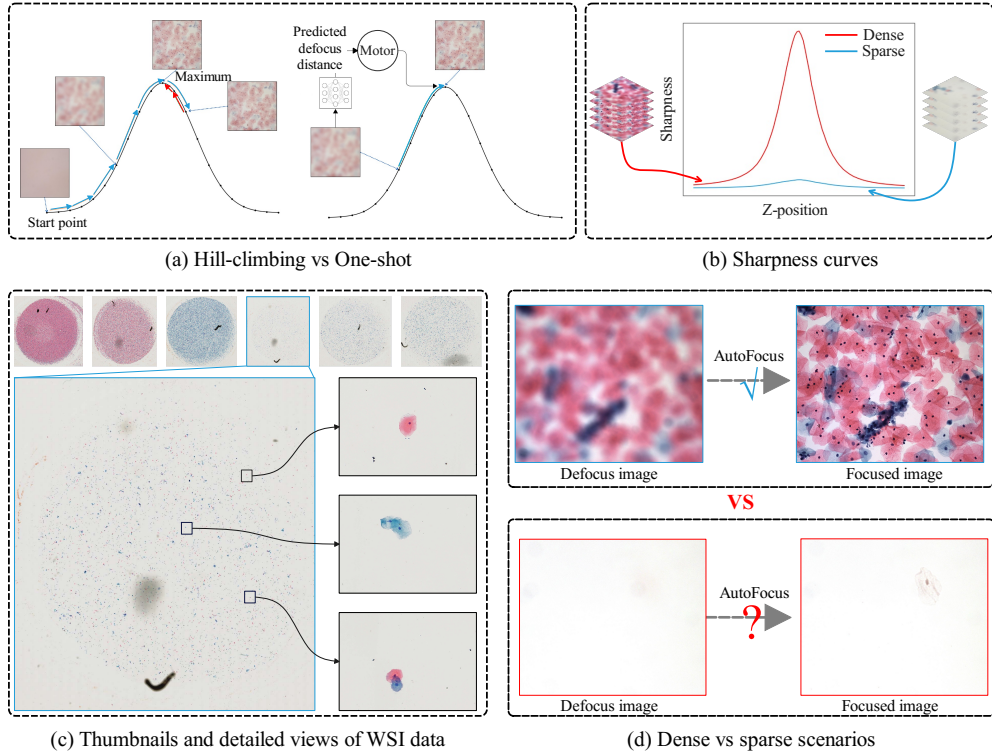 Maximum
Start point
Predicted
defocus
distance
Motor
(a) Hill-climbing vs One-shot
Dense
Sparse
Sharpness
Z-position
(b) Sharpness curves
(c) Thumbnails and detailed views of WSI data
AutoFocus
Defocus image
Focused image
VS
AutoFocus
?
Defocus image
Focused image
(d) Dense vs sparse scenarios